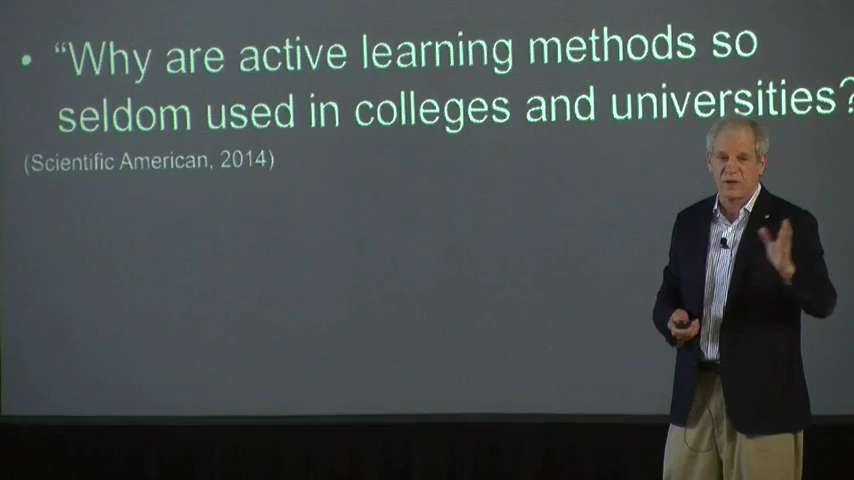 • “Why are active learning methods so
seldom used in colleges and universities?
(Scientific American, 2014)